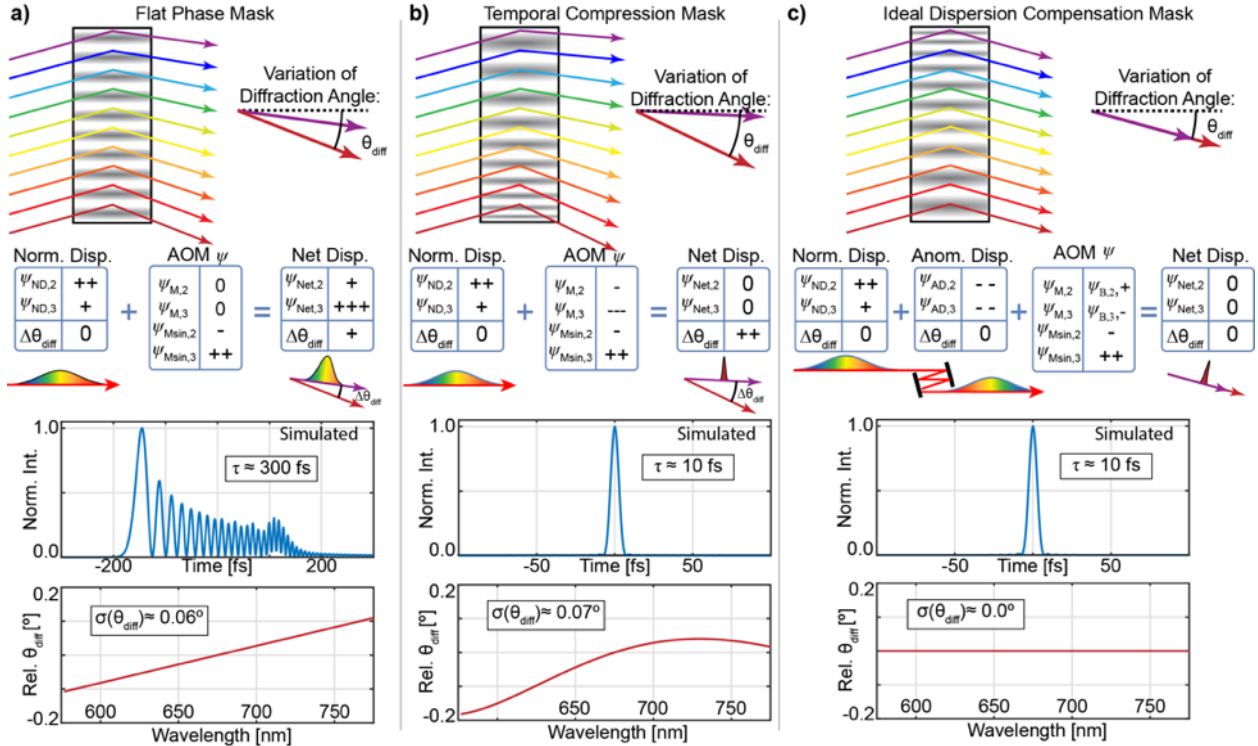 a) Flat Phase Mask
Variation of
Diffraction Angle:
θdiff
Norm. Disp.
ψND,2 ++
ψND,3 +
Δθdiff 0
+
AOM ψ
ψM,2 0
ψM,3 0
ψMsin,2 -
ψMsin,3 ++
=
Net Disp.
ψNet,2 +
ψNet,3 +++
Δθdiff +
Δθdiff
1.0
Simulated
τ ≈ 300 fs
Norm. Int.
0.0
-200 Time [fs] 200
0.2
σ(θdiff)≈ 0.06º
Rel. θdiff [º]
-0.2
600 650 700 750
Wavelength [nm]
b) Temporal Compression Mask
Variation of
Diffraction Angle:
θdiff
Norm. Disp.
ψND,2 ++
ψND,3 +
Δθdiff 0
+
AOM ψ
ψM,2 -
ψM,3 ---
ψMsin,2 -
ψMsin,3 ++
=
Net Disp.
ψNet,2 0
ψNet,3 0
Δθdiff ++
Δθdiff
1.0
Simulated
τ ≈ 10 fs
Norm. Int.
0.0
-50 Time [fs] 50
0.2
σ(θdiff)≈ 0.07º
Rel. θdiff [º]
-0.2
650 700 750
Wavelength [nm]
c) Ideal Dispersion Compensation Mask
Variation of
Diffraction Angle:
θdiff
Norm. Disp.
ψND,2 ++
ψND,3 +
Δθdiff 0
+
Anom. Disp.
ψAD,2 - -
ψAD,3 - -
Δθdiff 0
+
AOM ψ
ψM,2 ψB,2,+
ψM,3 ψB,3,-
ψMsin,2 -
ψMsin,3 ++
=
Net Disp.
ψNet,2 0
ψNet,3 0
Δθdiff 0
1.0
Simulated
τ ≈ 10 fs
Norm. Int.
0.0
-50 Time [fs] 50
0.2
σ(θdiff)≈ 0.0º
Rel. θdiff [º]
-0.2
600 650 700 750
Wavelength [nm]